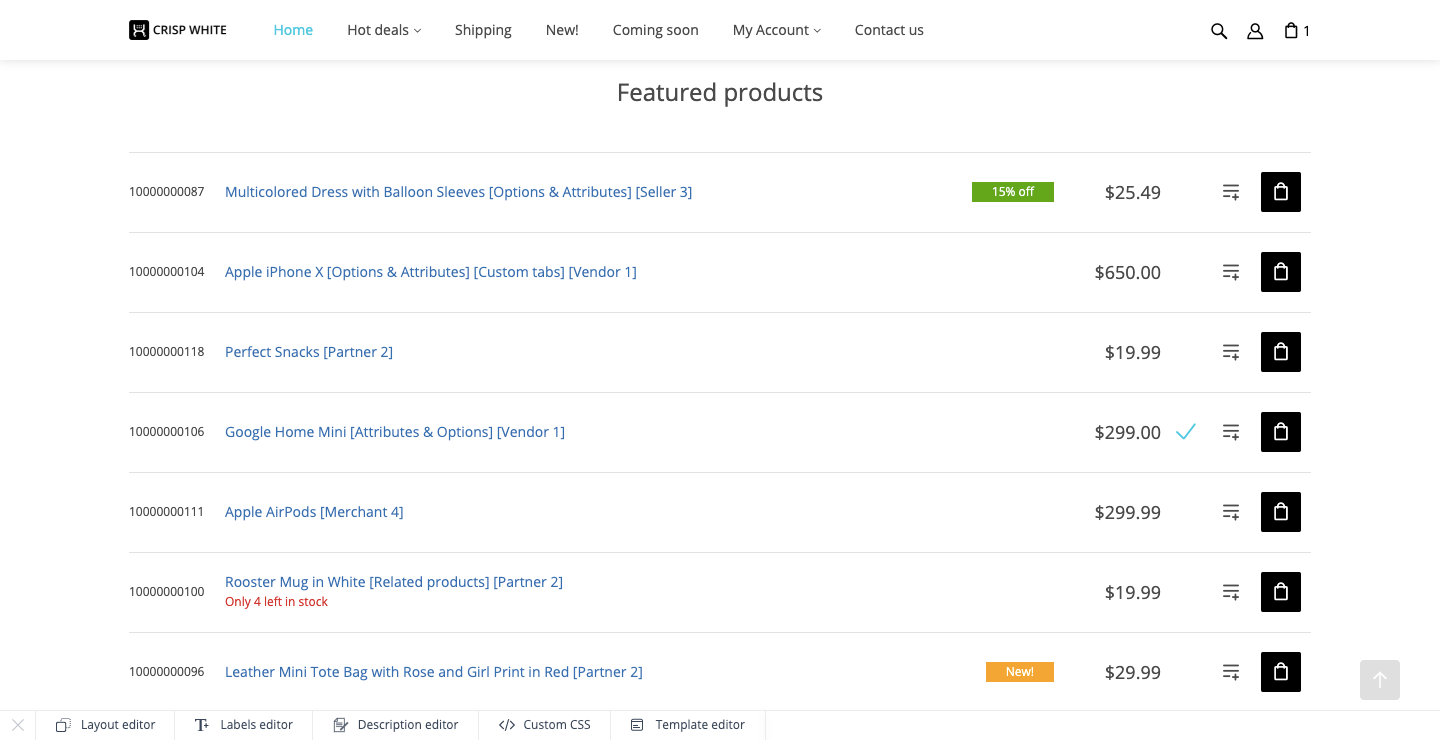 CRISP WHITE Home Hot deals Shipping New! Coming soon My Account Contact us 1
Featured products
10000000087 Multicolored Dress with Balloon Sleeves [Options & Attributes] [Seller 3] 15% off $25.49
10000000104 Apple iPhone X [Options & Attributes] [Custom tabs] [Vendor 1] $650.00
10000000118 Perfect Snacks [Partner 2] $19.99
10000000106 Google Home Mini [Attributes & Options] [Vendor 1] $299.00
10000000111 Apple AirPods [Merchant 4] $299.99
10000000100 Rooster Mug in White [Related products] [Partner 2] $19.99
Only 4 left in stock
10000000096 Leather Mini Tote Bag with Rose and Girl Print in Red [Partner 2] New! $29.99
Layout editor Labels editor Description editor Custom CSS Template editor